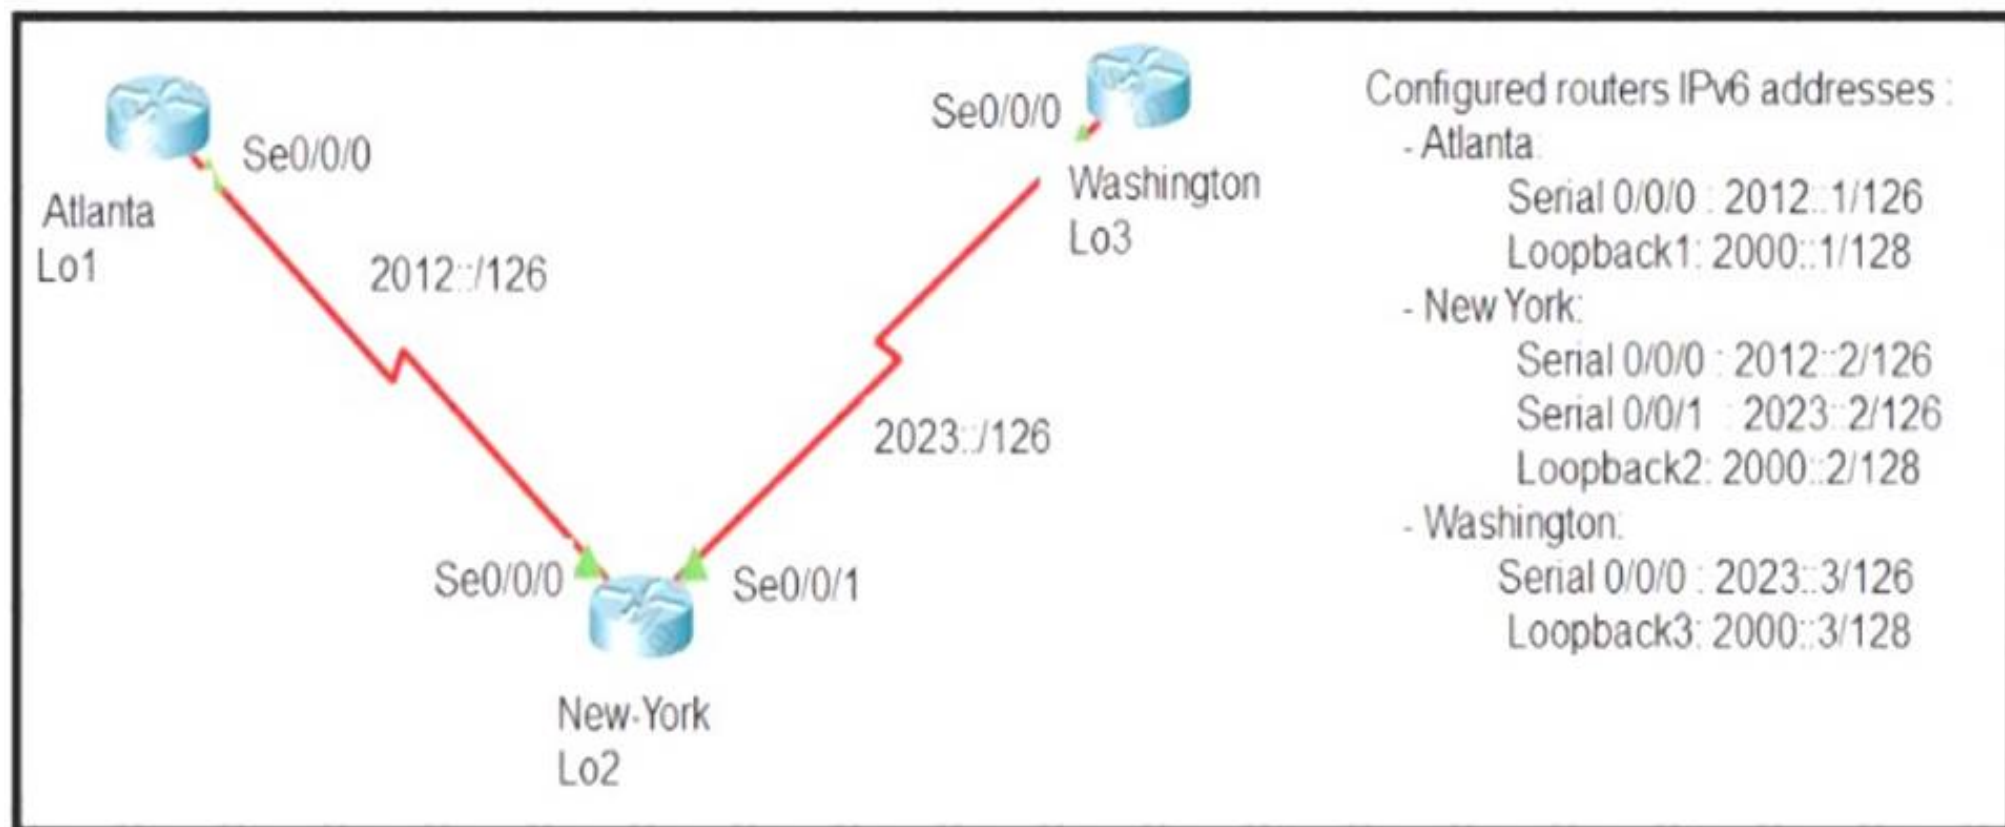 Se0/0/0
Atlanta
Lo1
2012::/126
Se0/0/0
Washington
Lo3
2023::/126
Se0/0/0
Se0/0/1
New-York
Lo2
Configured routers IPv6 addresses :
- Atlanta:
Serial 0/0/0 : 2012::1/126
Loopback1: 2000::1/128
- New York:
Serial 0/0/0 : 2012::2/126
Serial 0/0/1 : 2023::2/126
Loopback2: 2000::2/128
- Washington:
Serial 0/0/0 : 2023::3/126
Loopback3: 2000::3/128